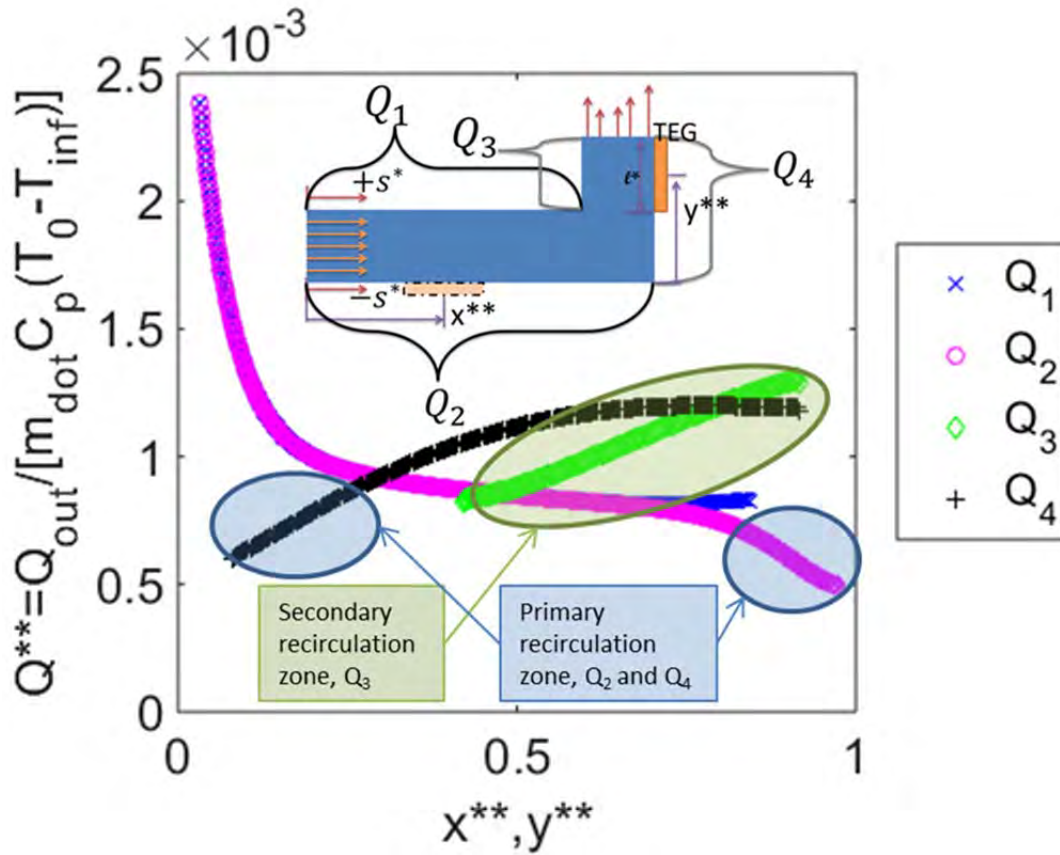 ×10⁻³
Q**=Q_out/[m_dot C_p(T_0-T_inf)]
2.5
2
1.5
1
0.5
0
0
0.5
1
x**,y**
Q₁
Q₃
TEG
Q₄
+s*
ℓ*
y**
−s*
x**
Q₂
Secondary
recirculation
zone, Q₃
Primary
recirculation
zone, Q₂ and Q₄
Q₁
Q₂
Q₃
Q₄